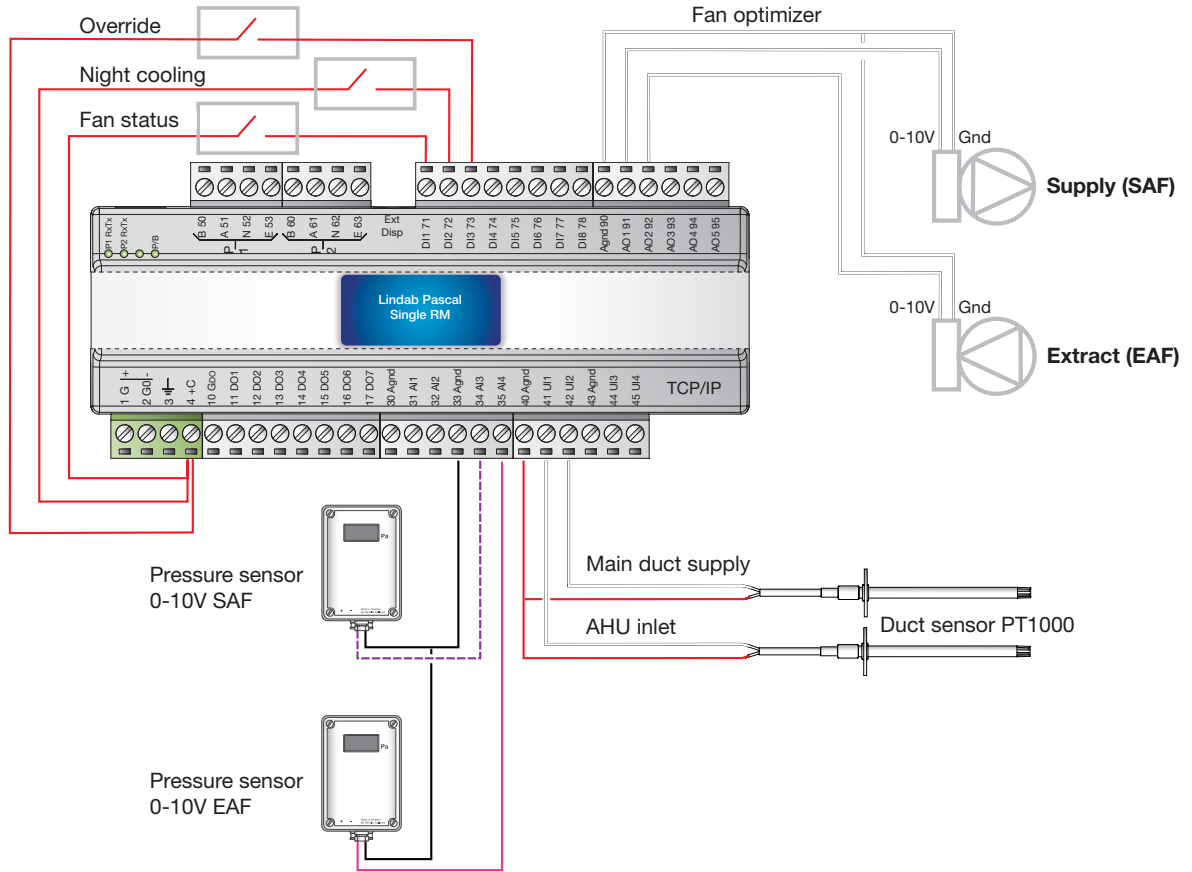 Override
Fan optimizer
Night cooling
Fan status
0-10V Gnd
Supply (SAF)
P1 RxTx
P2 RxTx
P/B
B 50
A 51
N 52
E 53
P 1
B 60
A 61
N 62
E 63
P 2
Ext
Disp
DI1 71
DI2 72
DI3 73
DI4 74
DI5 75
DI6 76
DI7 77
DI8 78
Agnd 90
AO1 91
AO2 92
AO3 93
AO4 94
AO5 95
Lindab Pascal
Single RM
0-10V Gnd
Extract (EAF)
1 G +
2 G0 -
3
4 +C
10 GDO
11 DO1
12 DO2
13 DO3
14 DO4
15 DO5
16 DO6
17 DO7
30 Agnd
31 AI1
32 AI2
33 Agnd
34 AI3
35 AI4
40 Agnd
41 UI1
42 UI2
43 Agnd
44 UI3
45 UI4
TCP/IP
Pa
Pressure sensor
0-10V SAF
Main duct supply
AHU inlet
Duct sensor PT1000
Pa
Pressure sensor
0-10V EAF